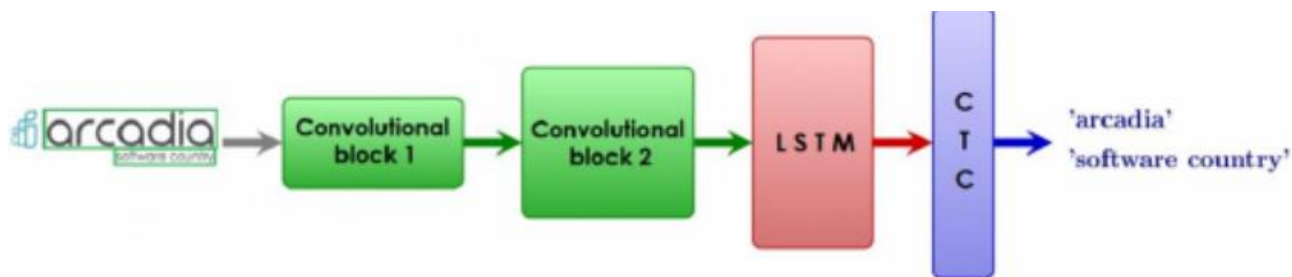 arcadia
software country
Convolutional
block 1
Convolutional
block 2
LSTM
C
T
C
'arcadia'
'software country'